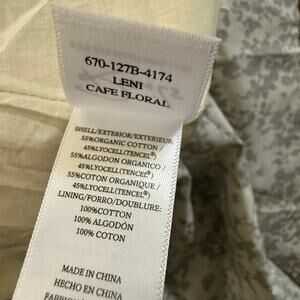 670-127B-4174
LENI
CAFE FLORAL
SHELL/EXTERIOR/EXTÉRIEUR
55%ORGANIC COTTON /
45%LYOCELL(TENCEL®)
55%ALGODON ORGANICO /
45%LYOCELL(TENCEL®)
55%COTON ORGANIQUE /
45%LYOCELL(TENCEL®)
LINING/FORRO/DOUBLURE:
100%COTTON
100% ALGODÓN
100% COTON
MADE IN CHINA
HECHO EN CHINA